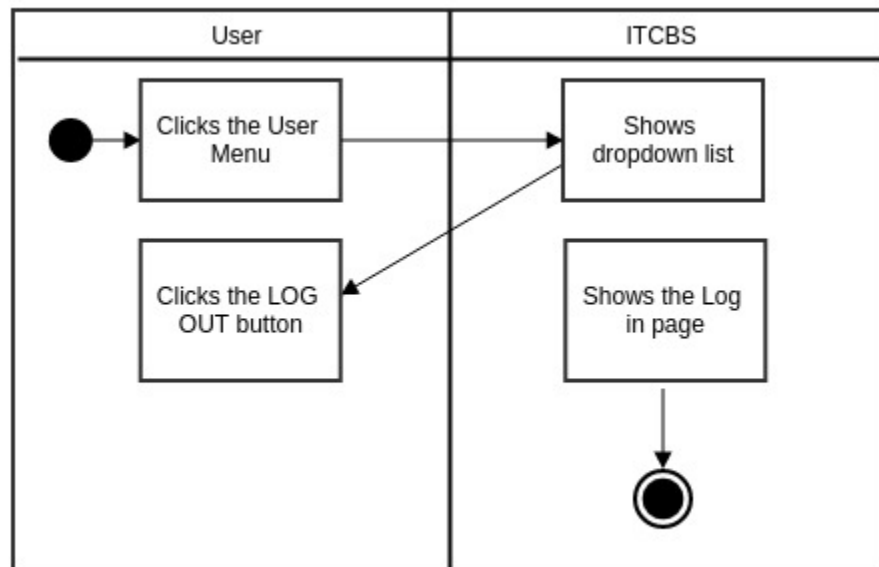 User
ITCBS
Clicks the User
Menu
Shows
dropdown list
Clicks the LOG
OUT button
Shows the Log
in page